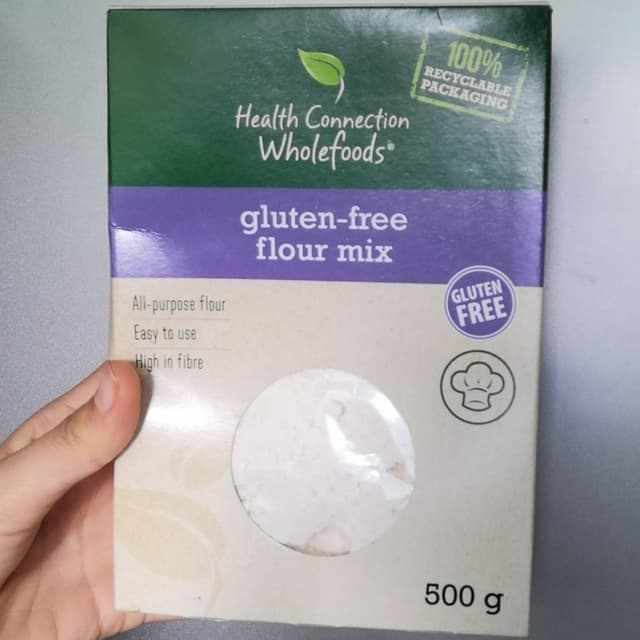 100%
RECYCLABLE
PACKAGING
Health Connection
Wholefoods®
gluten-free
flour mix
All-purpose flour
Easy to use
High in fibre
GLUTEN
FREE
500 g